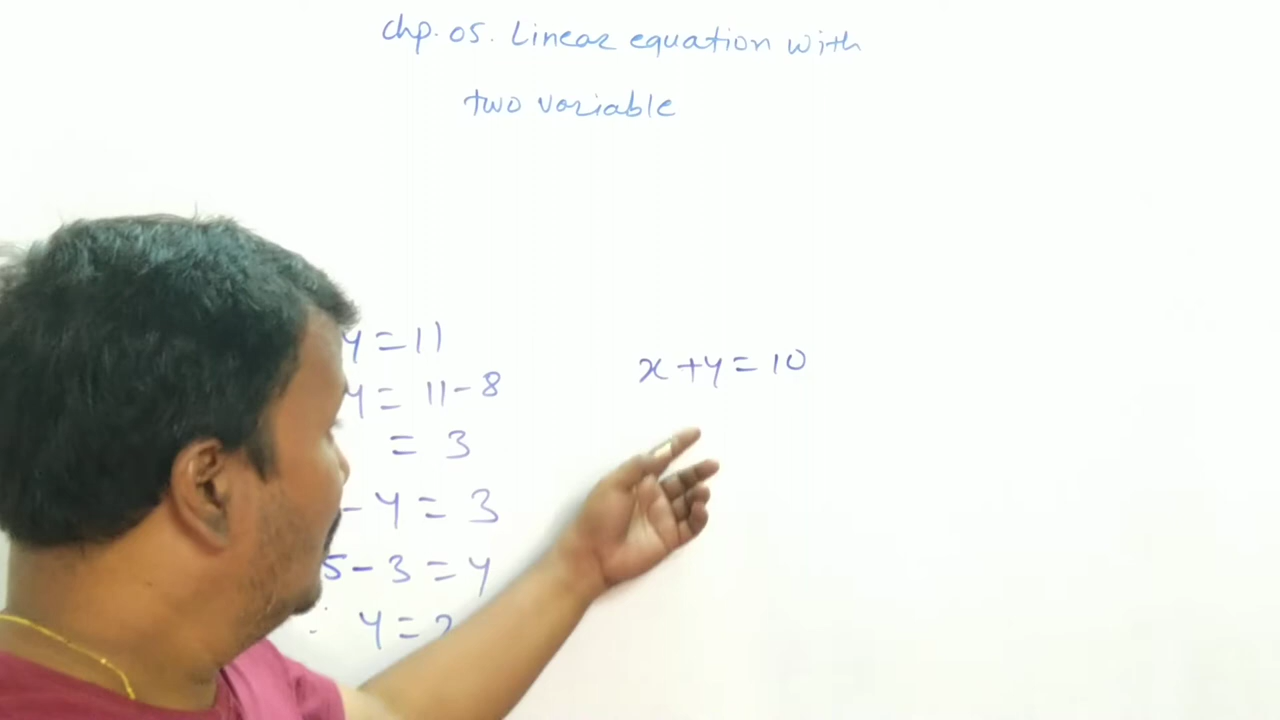 chp. 05. Linear equation with
two variable
y = 11
y = 11 - 8
= 3
- y = 3
5 - 3 = y
∴ y = 2
x + y = 10